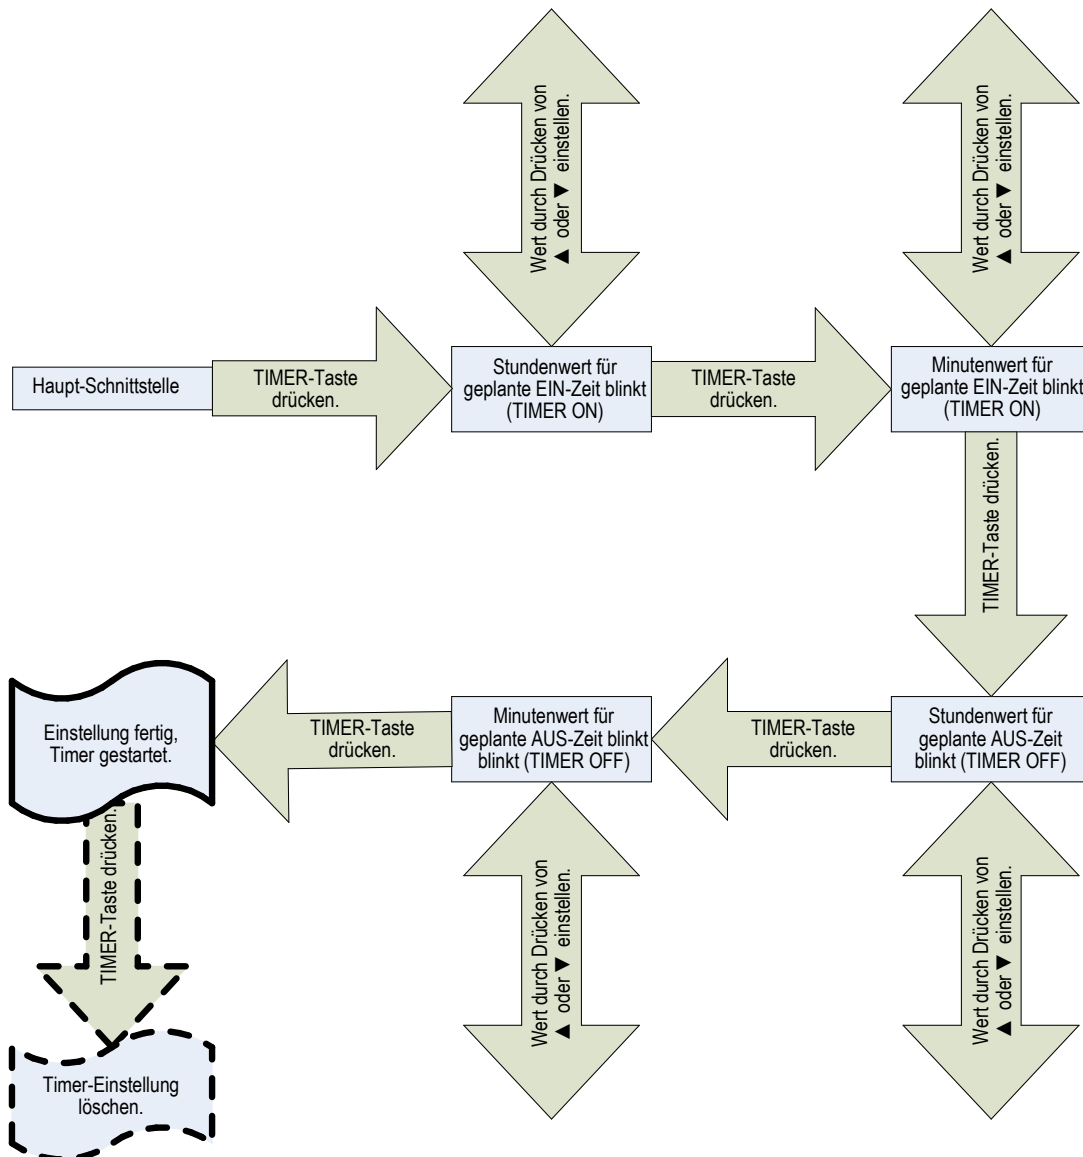 Wert durch Drücken von
▲ oder ▼ einstellen.
Wert durch Drücken von
▲ oder ▼ einstellen.
Haupt-Schnittstelle
TIMER-Taste
drücken.
Stundenwert für
geplante EIN-Zeit blinkt
(TIMER ON)
TIMER-Taste
drücken.
Minutenwert für
geplante EIN-Zeit blinkt
(TIMER ON)
TIMER-Taste drücken.
Stundenwert für
geplante AUS-Zeit
blinkt (TIMER OFF)
TIMER-Taste
drücken.
Minutenwert für
geplante AUS-Zeit blinkt
blinkt (TIMER OFF)
TIMER-Taste
drücken.
Einstellung fertig,
Timer gestartet.
TIMER-Taste drücken.
Timer-Einstellung
löschen.
Wert durch Drücken von
▲ oder ▼ einstellen.
Wert durch Drücken von
▲ oder ▼ einstellen.